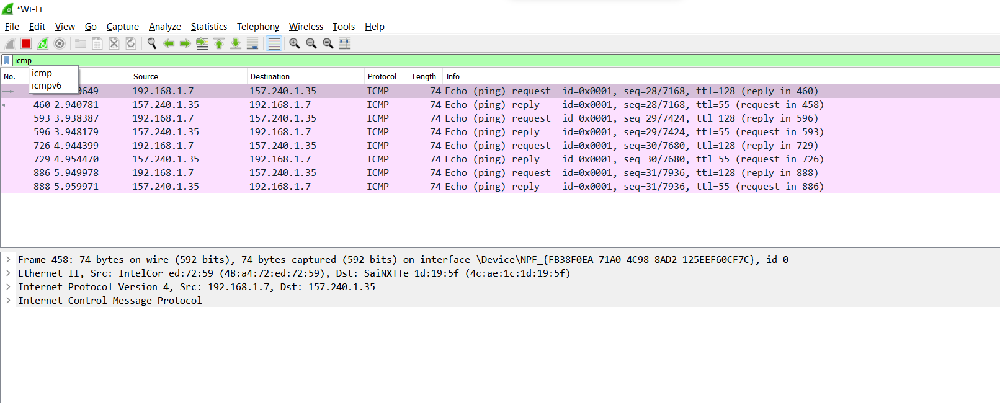 *Wi-Fi
File Edit View Go Capture Analyze Statistics Telephony Wireless Tools Help
icmp
icmp
icmpv6
No. Source Destination Protocol Length Info
0649 192.168.1.7 157.240.1.35 ICMP 74 Echo (ping) request id=0x0001, seq=28/7168, ttl=128 (reply in 460)
460 2.940781 157.240.1.35 192.168.1.7 ICMP 74 Echo (ping) reply id=0x0001, seq=28/7168, ttl=55 (request in 458)
593 3.938387 192.168.1.7 157.240.1.35 ICMP 74 Echo (ping) request id=0x0001, seq=29/7424, ttl=128 (reply in 596)
596 3.948179 157.240.1.35 192.168.1.7 ICMP 74 Echo (ping) reply id=0x0001, seq=29/7424, ttl=55 (request in 593)
726 4.944399 192.168.1.7 157.240.1.35 ICMP 74 Echo (ping) request id=0x0001, seq=30/7680, ttl=128 (reply in 729)
729 4.954470 157.240.1.35 192.168.1.7 ICMP 74 Echo (ping) reply id=0x0001, seq=30/7680, ttl=55 (request in 726)
886 5.949978 192.168.1.7 157.240.1.35 ICMP 74 Echo (ping) request id=0x0001, seq=31/7936, ttl=128 (reply in 888)
888 5.959971 157.240.1.35 192.168.1.7 ICMP 74 Echo (ping) reply id=0x0001, seq=31/7936, ttl=55 (request in 886)
Frame 458: 74 bytes on wire (592 bits), 74 bytes captured (592 bits) on interface \Device\NPF_{FB38F0EA-71A0-4C98-8AD2-125EEF60CF7C}, id 0
Ethernet II, Src: IntelCor_ed:72:59 (48:a4:72:ed:72:59), Dst: SaiNXTTe_1d:19:5f (4c:ae:1c:1d:19:5f)
Internet Protocol Version 4, Src: 192.168.1.7, Dst: 157.240.1.35
Internet Control Message Protocol